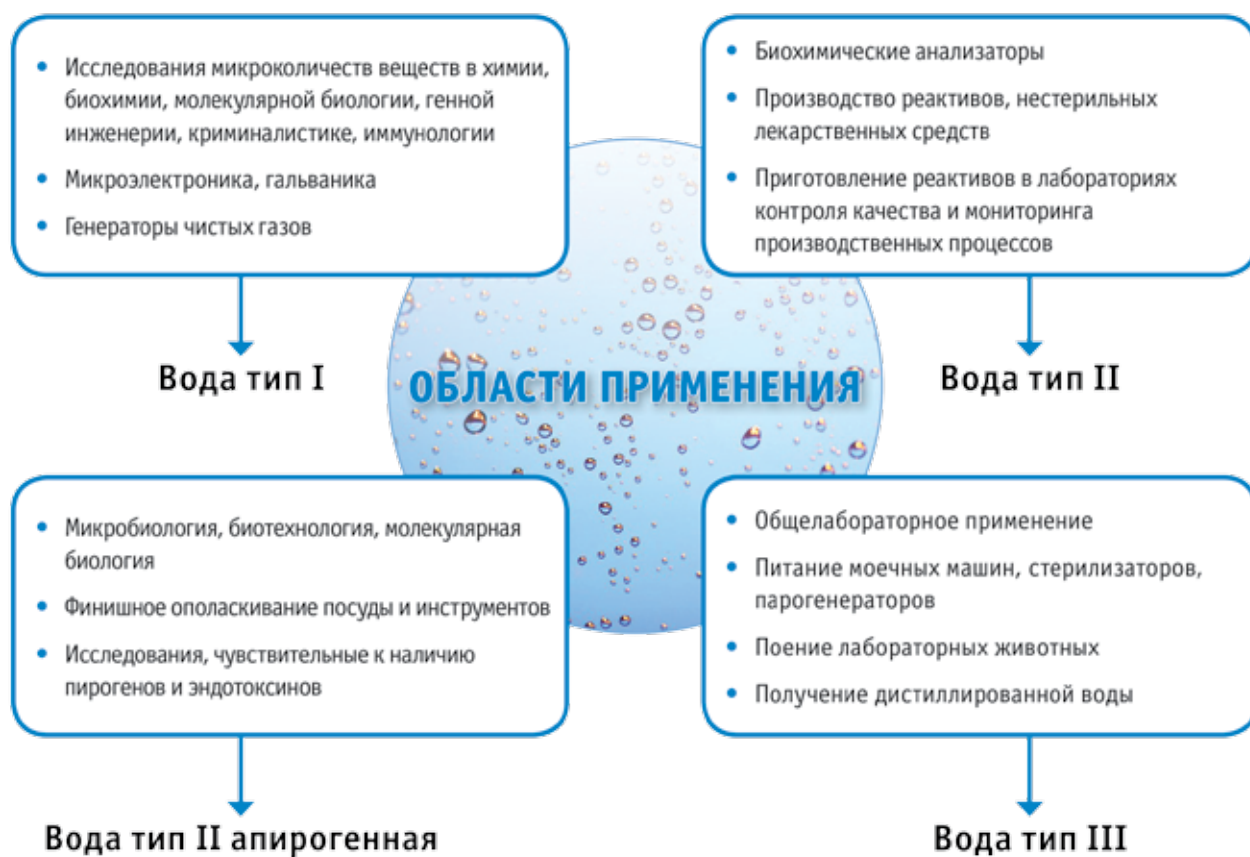 • Исследования микроколичеств веществ в химии,
биохимии, молекулярной биологии, генной
инженерии, криминалистике, иммунологии
• Микроэлектроника, гальваника
• Генераторы чистых газов
Вода тип I
• Биохимические анализаторы
• Производство реактивов, нестерильных
лекарственных средств
• Приготовление реактивов в лабораториях
контроля качества и мониторинга
производственных процессов
Вода тип II
ОБЛАСТИ ПРИМЕНЕНИЯ
• Микробиология, биотехнология, молекулярная
биология
• Финишное ополаскивание посуды и инструментов
• Исследования, чувствительные к наличию
пирогенов и эндотоксинов
Вода тип II апирогенная
• Общелабораторное применение
• Питание моечных машин, стерилизаторов,
парогенераторов
• Поение лабораторных животных
• Получение дистиллированной воды
Вода тип III